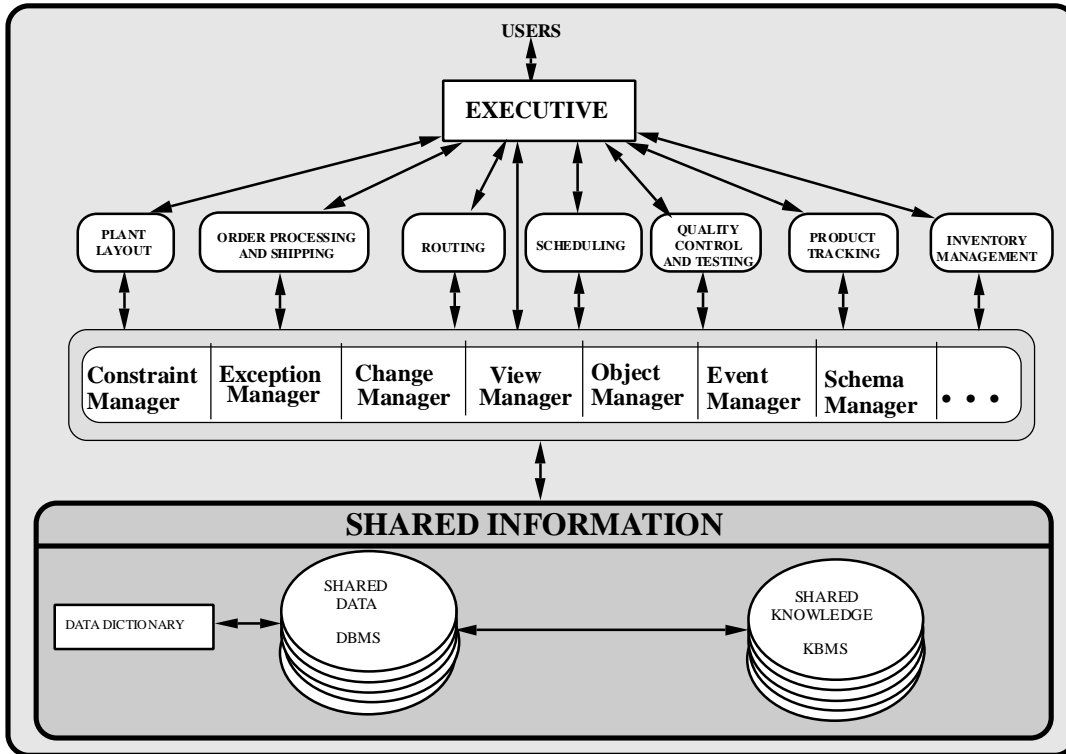 USERS
EXECUTIVE
PLANT
LAYOUT
ORDER PROCESSING
AND SHIPPING
ROUTING
SCHEDULING
QUALITY
CONTROL
AND TESTING
PRODUCT
TRACKING
INVENTORY
MANAGEMENT
Constraint
Manager
Exception
Manager
Change
Manager
View
Manager
Object
Manager
Event
Manager
Schema
Manager
• • •
SHARED INFORMATION
DATA DICTIONARY
SHARED
DATA
DBMS
SHARED
KNOWLEDGE
KBMS